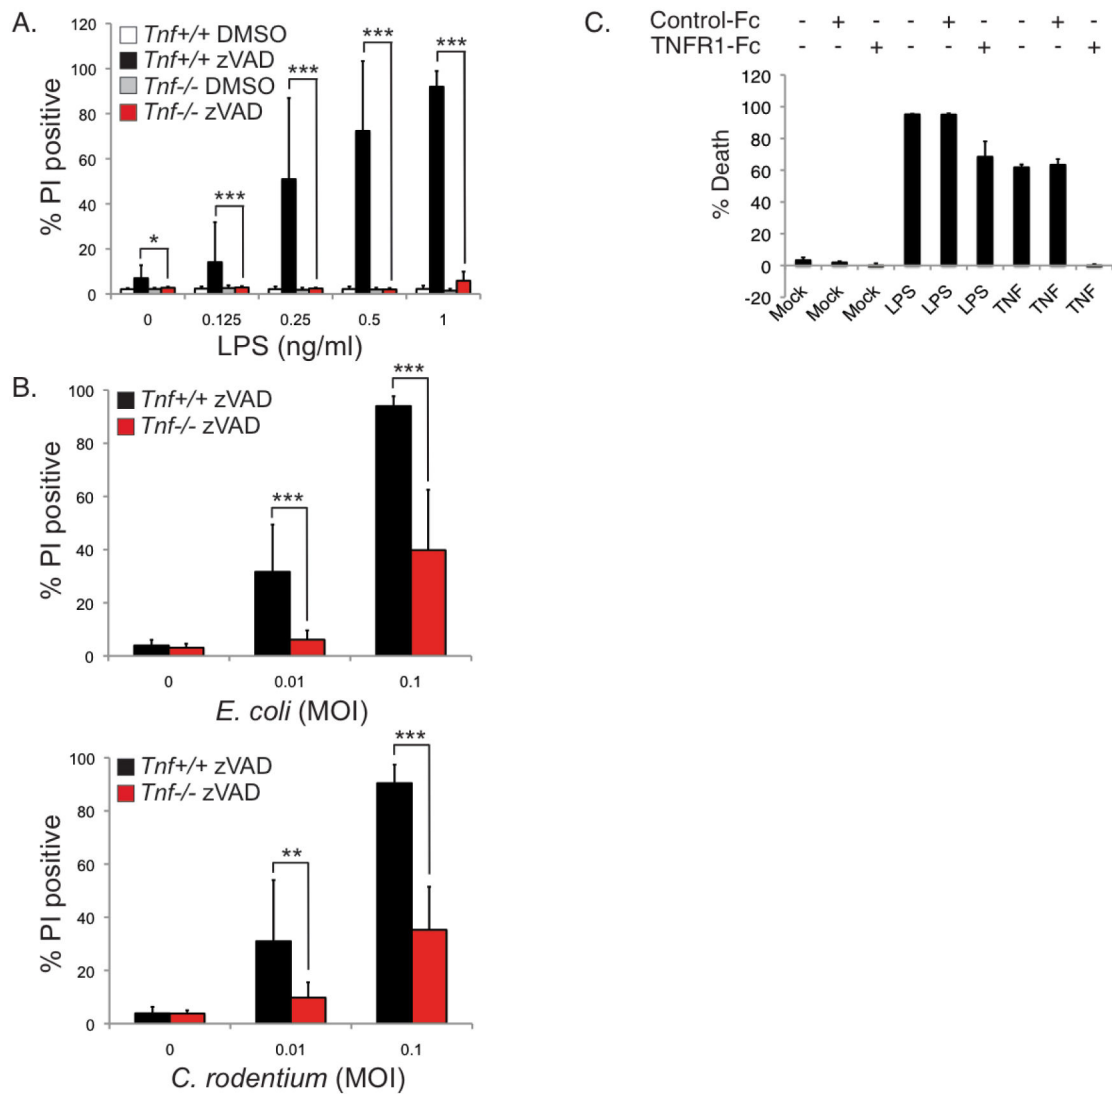 A.
120
100
80
60
40
20
0
% PI positive
Tnf+/+ DMSO
Tnf+/+ zVAD
Tnf-/- DMSO
Tnf-/- zVAD
* *** *** *** ***
0 0.125 0.25 0.5 1
LPS (ng/ml)
B.
100
80
60
40
20
0
% PI positive
Tnf+/+ zVAD
Tnf-/- zVAD
*** ***
0 0.01 0.1
E. coli (MOI)
100
80
60
40
20
0
% PI positive
Tnf+/+ zVAD
Tnf-/- zVAD
** ***
0 0.01 0.1
C. rodentium (MOI)
C.
Control-Fc - + - - + - - + -
TNFR1-Fc - - + - - + - - +
120
100
80
60
40
20
0
-20
% Death
Mock Mock Mock LPS LPS LPS TNF TNF TNF